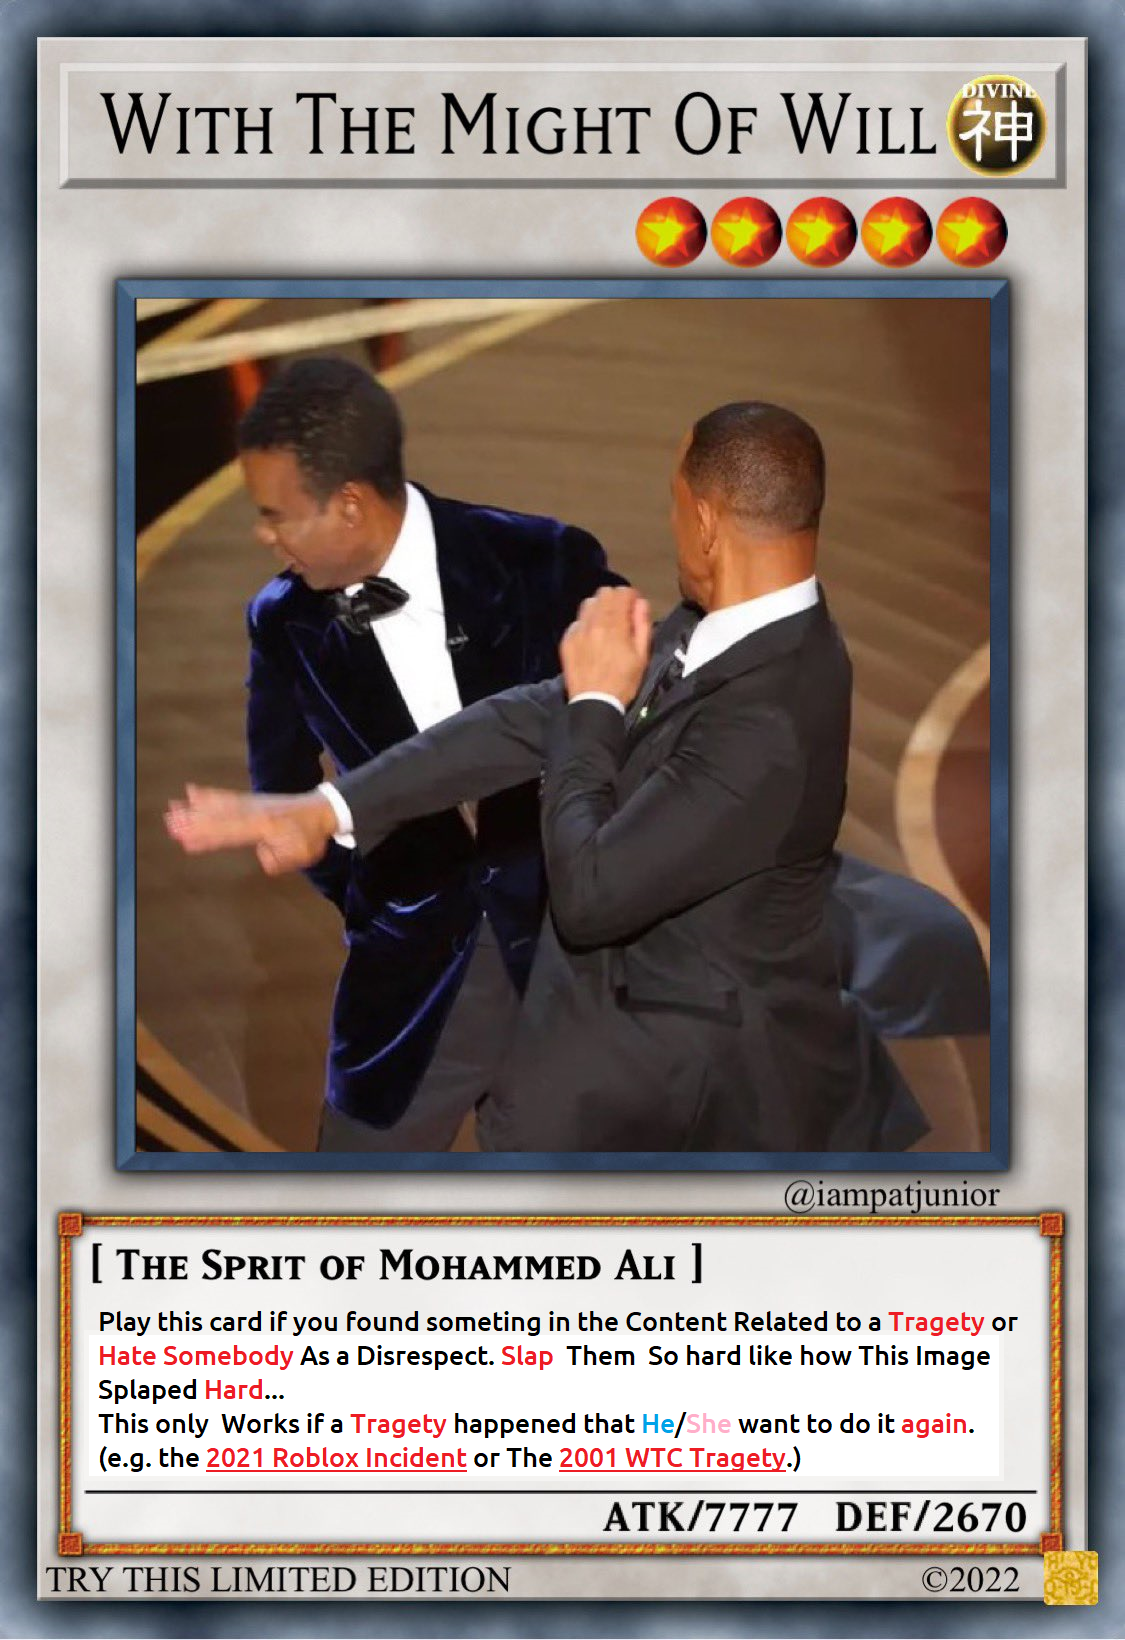 With The Might Of Will
DIVINE
神
@iampatjunior
[ The Sprit of Mohammed Ali ]
Play this card if you found someting in the Content Related to a Tragety or
Hate Somebody As a Disrespect. Slap Them So hard like how This Image
Splaped Hard...
This only Works if a Tragety happened that He/She want to do it again.
(e.g. the 2021 Roblox Incident or The 2001 WTC Tragety.)
ATK/7777 DEF/2670
TRY THIS LIMITED EDITION
©2022